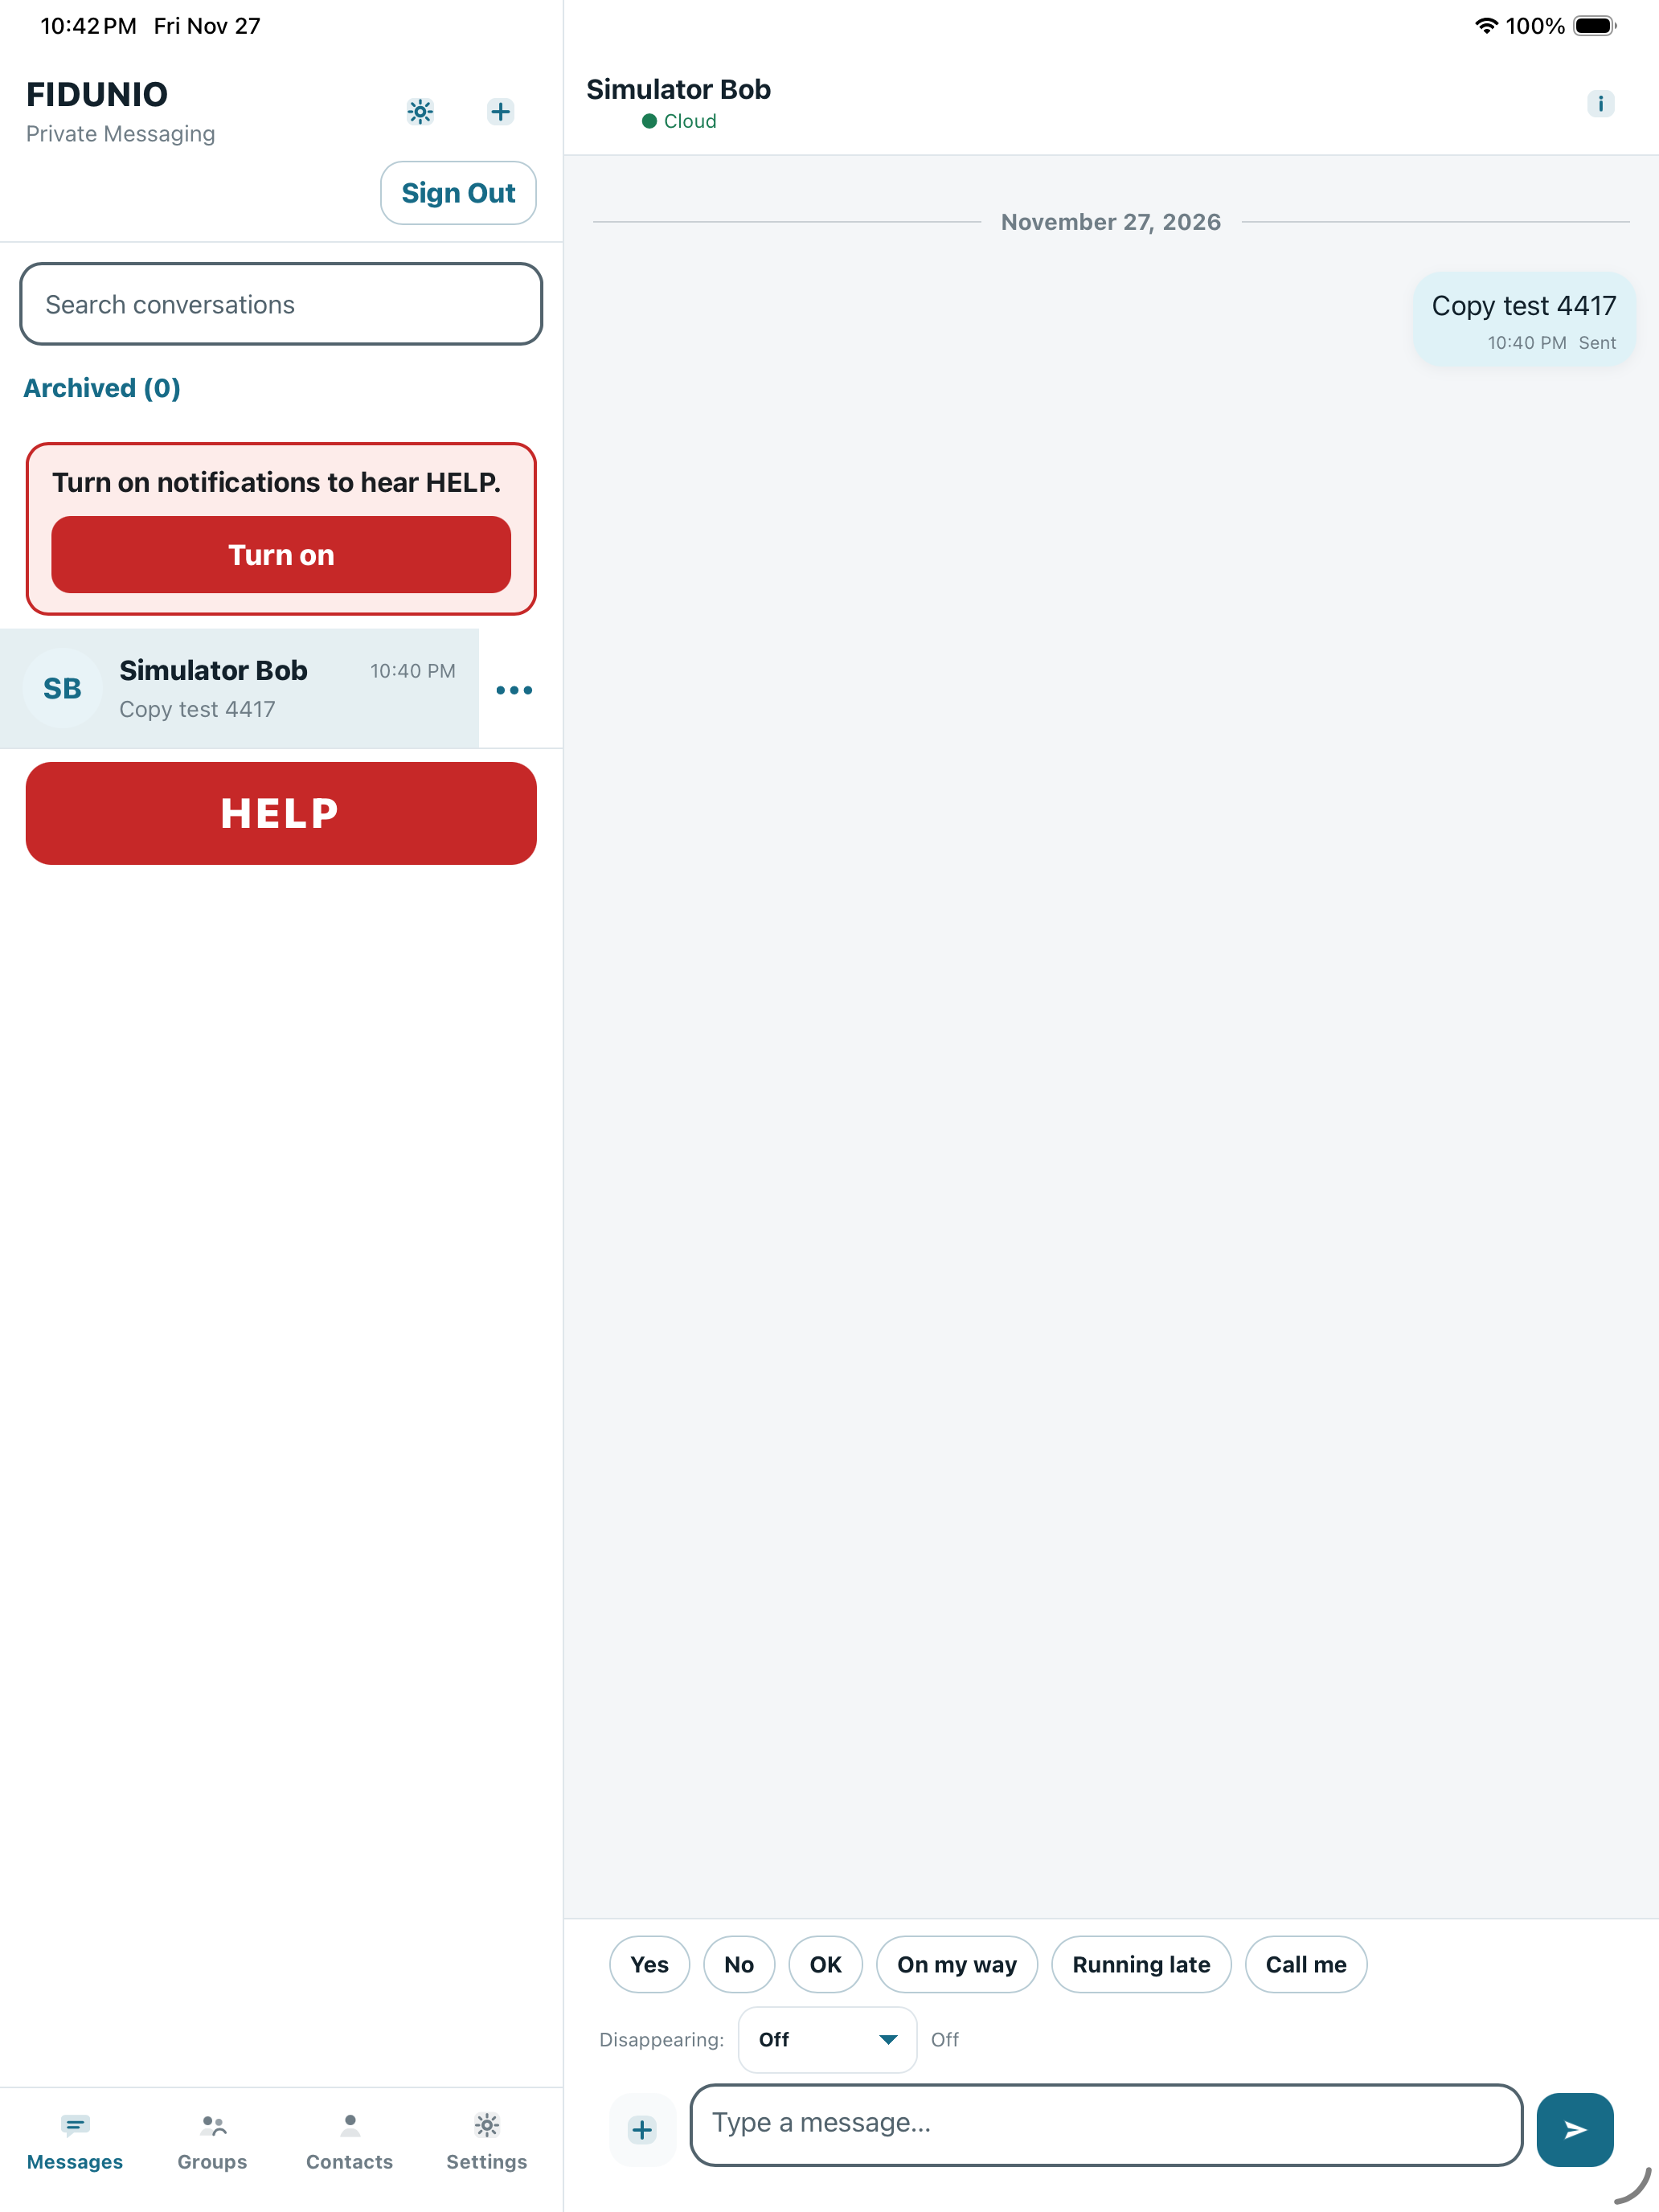 10:42 PM Fri Nov 27
100%
FIDUNIO
Private Messaging
Sign Out
Search conversations
Archived (0)
Turn on notifications to hear HELP.
Turn on
SB
Simulator Bob
10:40 PM
Copy test 4417
HELP
Messages
Groups
Contacts
Settings
Simulator Bob
Cloud
November 27, 2026
Copy test 4417
10:40 PM Sent
Yes
No
OK
On my way
Running late
Call me
Disappearing: Off Off
Type a message...